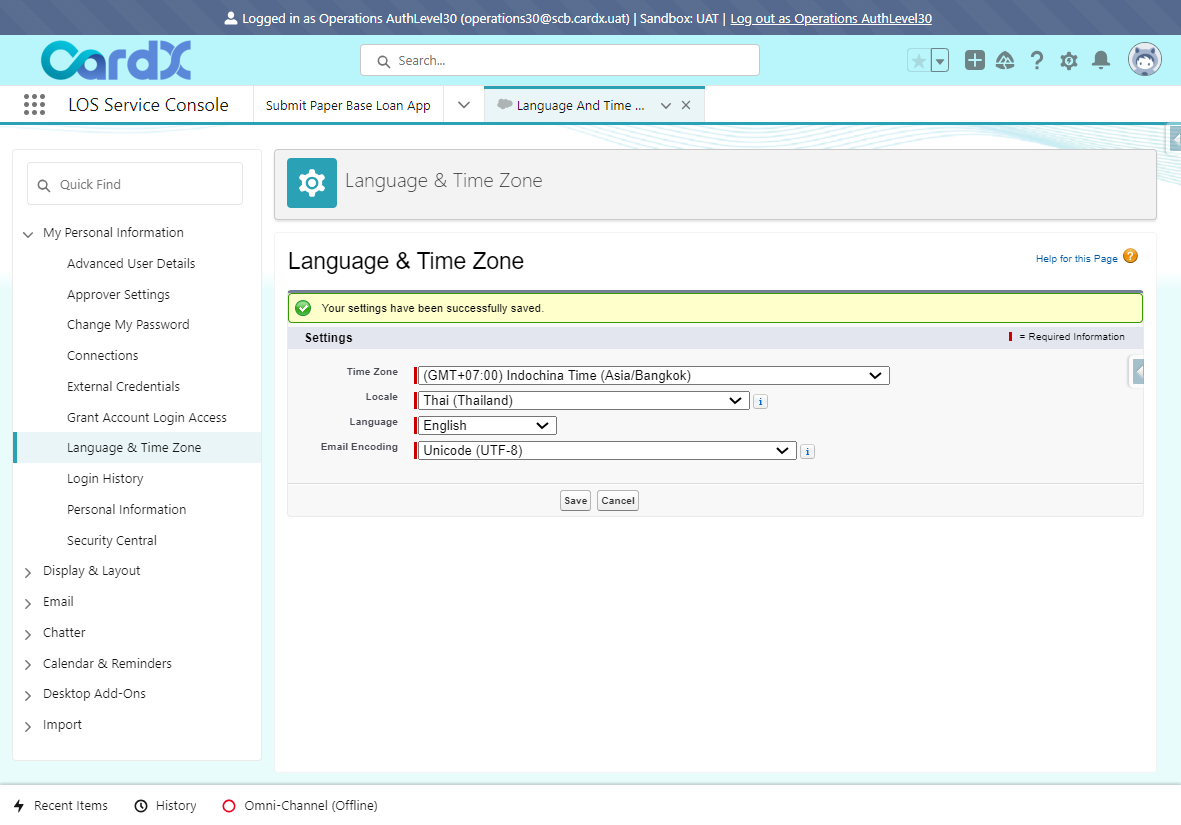 Logged in as Operations AuthLevel30 (operations30@scb.cardx.uat) | Sandbox: UAT | Log out as Operations AuthLevel30
CardX
Search...
LOS Service Console
Submit Paper Base Loan App
Language And Time ...
Quick Find
My Personal Information
Advanced User Details
Approver Settings
Change My Password
Connections
External Credentials
Grant Account Login Access
Language & Time Zone
Login History
Personal Information
Security Central
Display & Layout
Email
Chatter
Calendar & Reminders
Desktop Add-Ons
Import
Language & Time Zone
Language & Time Zone
Help for this Page
Your settings have been successfully saved.
Settings
= Required Information
Time Zone
(GMT+07:00) Indochina Time (Asia/Bangkok)
Locale
Thai (Thailand)
Language
English
Email Encoding
Unicode (UTF-8)
Save
Cancel
Recent Items
History
Omni-Channel (Offline)